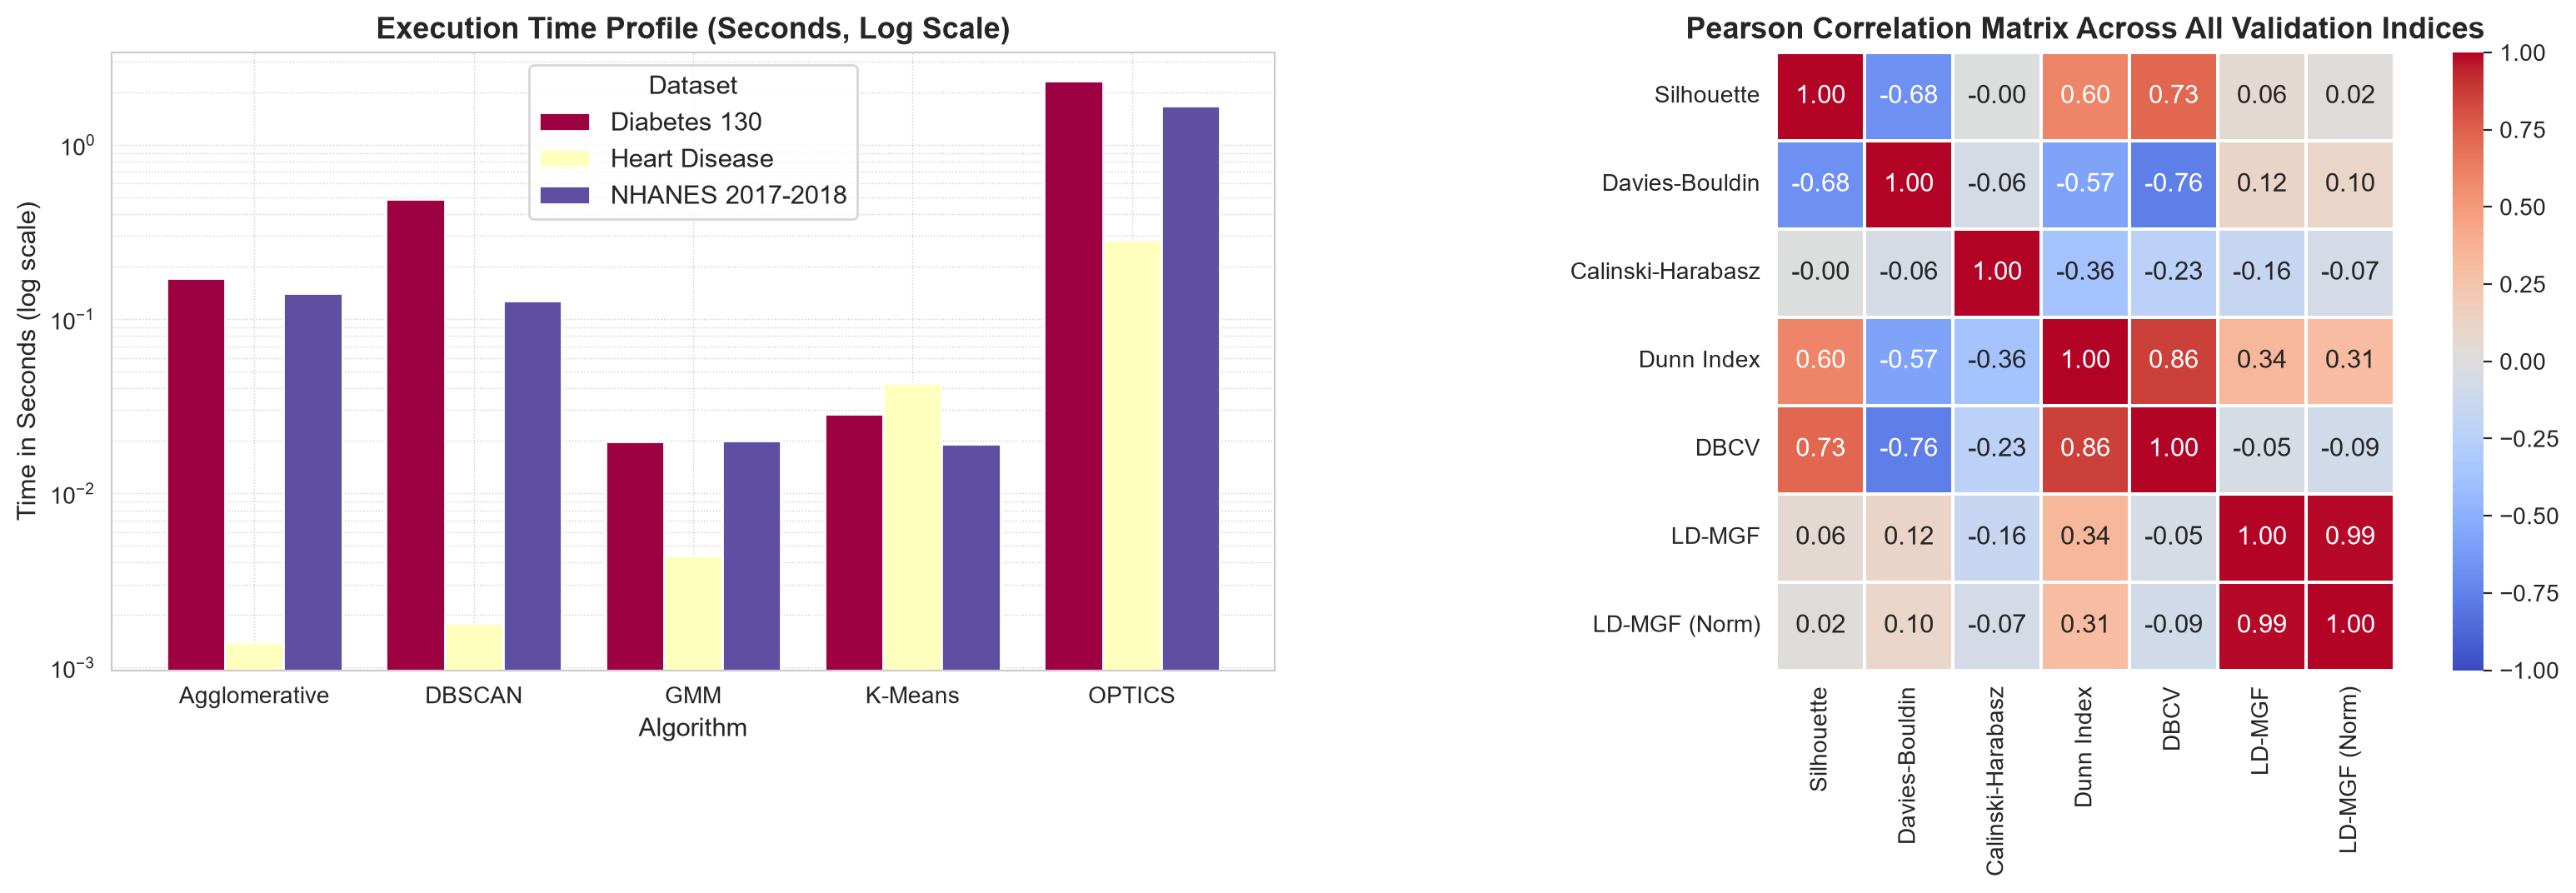 Execution Time Profile (Seconds, Log Scale)
Time in Seconds (log scale)
10⁰
10⁻¹
10⁻²
10⁻³
Dataset
Diabetes 130
Heart Disease
NHANES 2017-2018
Agglomerative DBSCAN GMM K-Means OPTICS
Algorithm
Pearson Correlation Matrix Across All Validation Indices
Silhouette 1.00 -0.68 -0.00 0.60 0.73 0.06 0.02
Davies-Bouldin -0.68 1.00 -0.06 -0.57 -0.76 0.12 0.10
Calinski-Harabasz -0.00 -0.06 1.00 -0.36 -0.23 -0.16 -0.07
Dunn Index 0.60 -0.57 -0.36 1.00 0.86 0.34 0.31
DBCV 0.73 -0.76 -0.23 0.86 1.00 -0.05 -0.09
LD-MGF 0.06 0.12 -0.16 0.34 -0.05 1.00 0.99
LD-MGF (Norm) 0.02 0.10 -0.07 0.31 -0.09 0.99 1.00
Silhouette
Davies-Bouldin
Calinski-Harabasz
Dunn Index
DBCV
LD-MGF
LD-MGF (Norm)
1.00
0.75
0.50
0.25
0.00
−0.25
−0.50
−0.75
−1.00